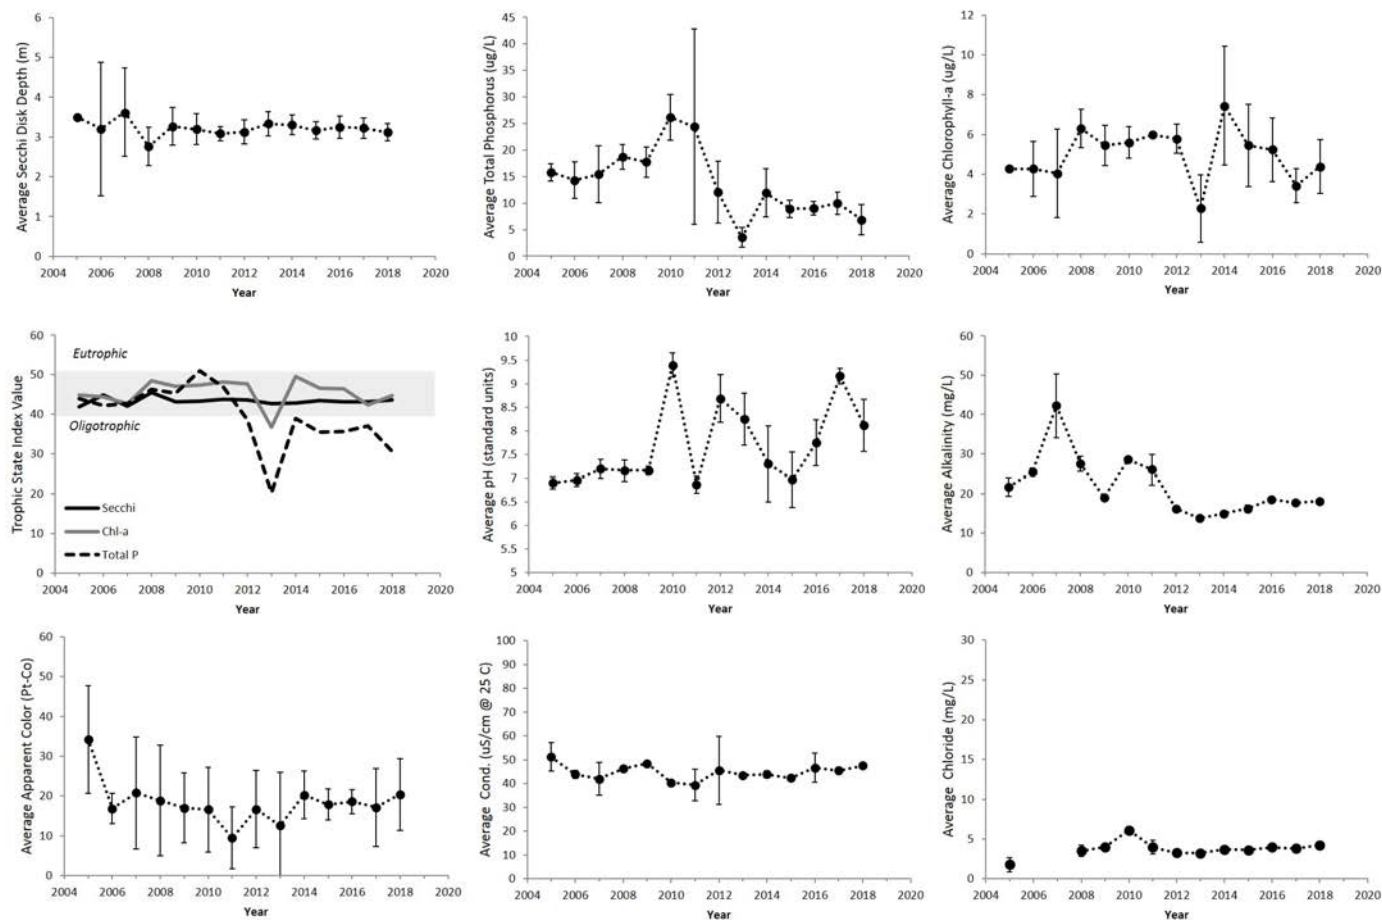 Average Secchi Disk Depth (m)
6
5
4
3
2
1
0
2004 2006 2008 2010 2012 2014 2016 2018 2020
Year
Average Total Phosphorus (ug/L)
45
40
35
30
25
20
15
10
5
0
2004 2006 2008 2010 2012 2014 2016 2018 2020
Year
Average Chlorophyll-a (ug/L)
12
10
8
6
4
2
0
2004 2006 2008 2010 2012 2014 2016 2018 2020
Year
Trophic State Index Value
60
50
40
30
20
10
0
Eutrophic
Oligotrophic
Secchi
Chl-a
Total P
2004 2006 2008 2010 2012 2014 2016 2018 2020
Year
Average pH (standard units)
10
9.5
9
8.5
8
7.5
7
6.5
6
5.5
5
2004 2006 2008 2010 2012 2014 2016 2018 2020
Year
Average Alkalinity (mg/L)
60
50
40
30
20
10
0
2004 2006 2008 2010 2012 2014 2016 2018 2020
Year
Average Apparent Color (Pt-Co)
60
50
40
30
20
10
0
2004 2006 2008 2010 2012 2014 2016 2018 2020
Year
Average Cond. (uS/cm @ 25 C)
100
90
80
70
60
50
40
30
20
10
0
2004 2006 2008 2010 2012 2014 2016 2018 2020
Year
Average Chloride (mg/L)
30
25
20
15
10
5
0
2004 2006 2008 2010 2012 2014 2016 2018 2020
Year